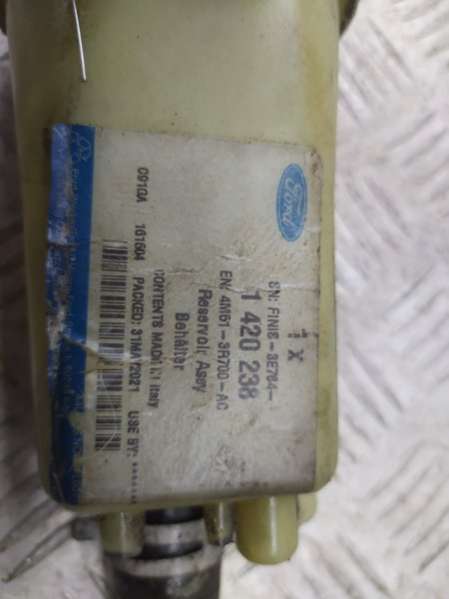 Ford
1 X
SN: FINIS-3E764-
1 420 238
EN: 4M51-3R700-AC
Reservoir Assy
Behälter
CONTENTS MADE IN Italy
PACKED: 31MAY2021 USE BY: ********
0910A 161604